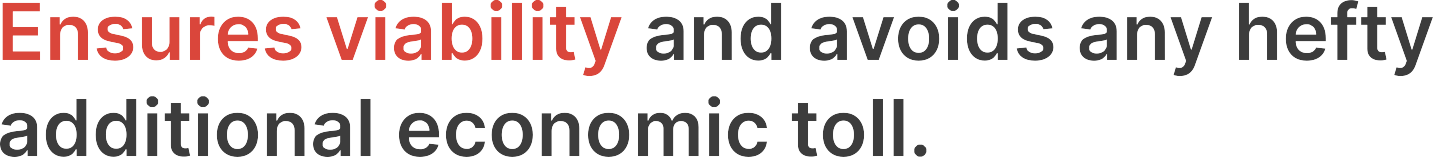 Ensures viability and avoids any hefty
additional economic toll.